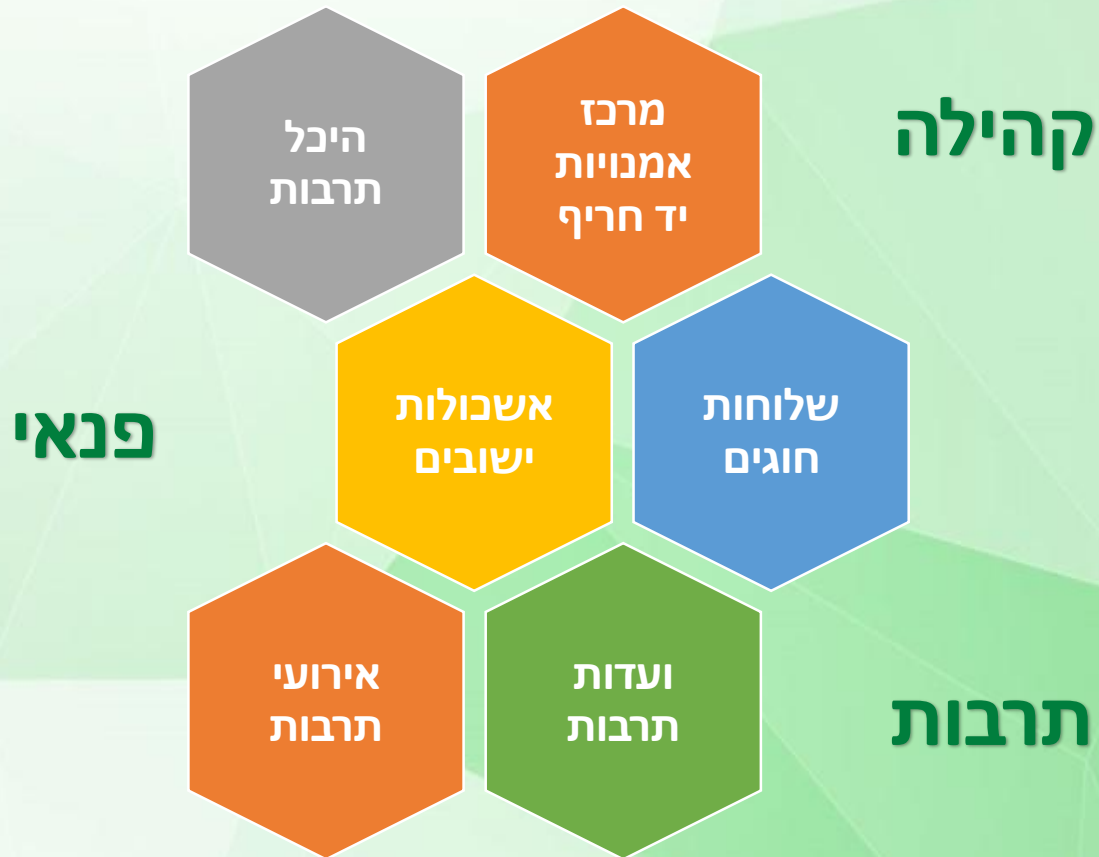 קהילה
מרכז
אמנויות
יד חריף
היכל
תרבות
שלוחות
חוגים
אשכולות
ישובים
פנאי
תרבות
ועדות
תרבות
אירועי
תרבות